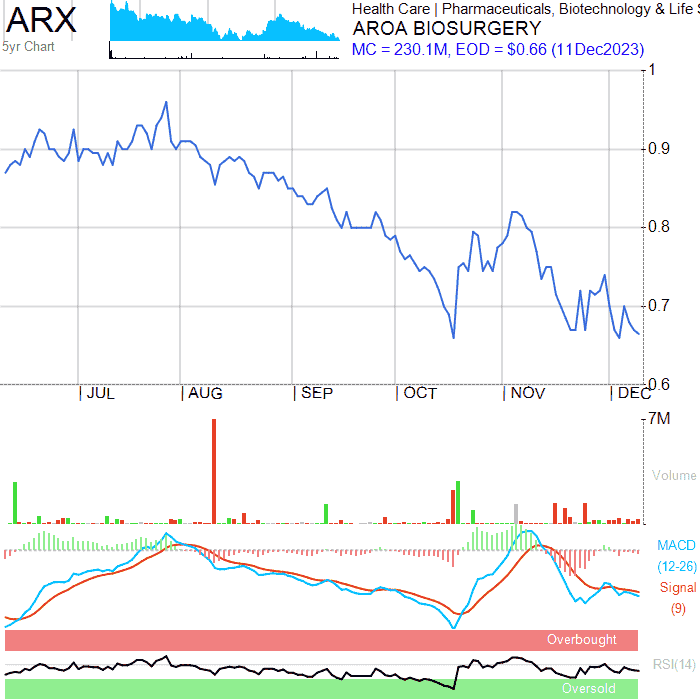 ARX
5yr Chart
Health Care | Pharmaceuticals, Biotechnology & Life
AROA BIOSURGERY
MC = 230.1M, EOD = $0.66 (11Dec2023)
1
0.9
0.8
0.7
0.6
JUL AUG SEP OCT NOV DEC
7M
Volume
MACD
(12-26)
Signal
(9)
Overbought
RSI(14)
Oversold